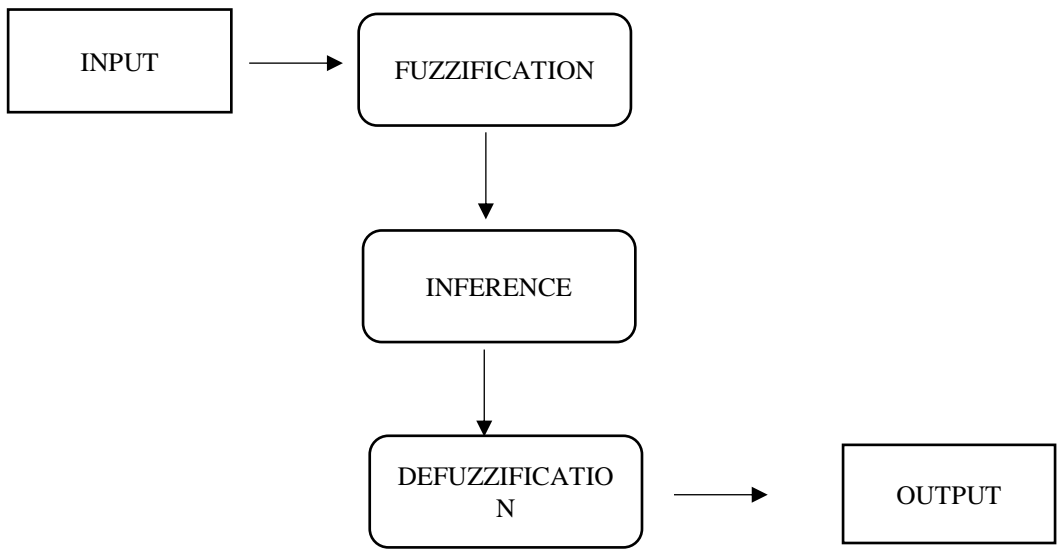 INPUT
FUZZIFICATION
INFERENCE
DEFUZZIFICATIO
N
OUTPUT